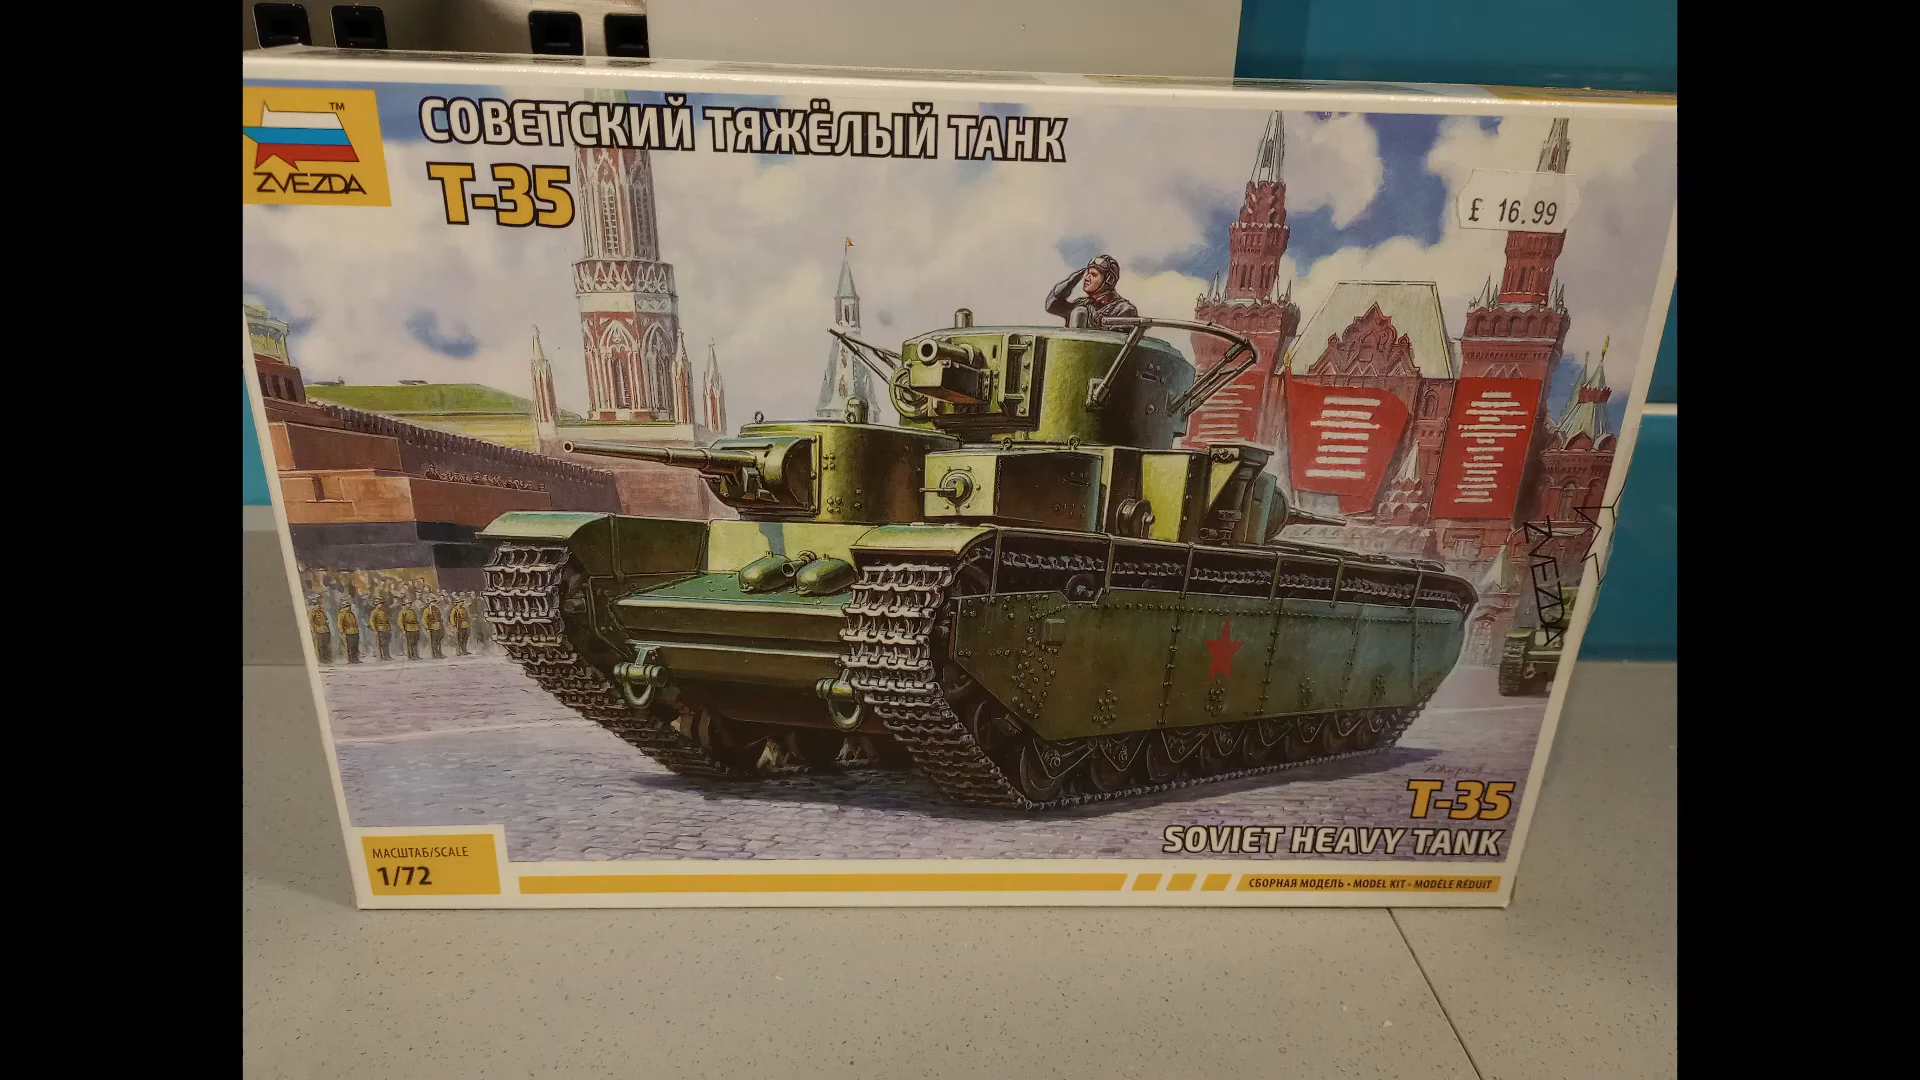 СОВЕТСКИЙ ТЯЖЁЛЫЙ ТАНК
Т-35
TM
ZVEZDA
£ 16.99
ZVEZDA
Т-35
SOVIET HEAVY TANK
МАСШТАБ/SCALE
1/72
СБОРНАЯ МОДЕЛЬ • MODEL KIT • MODÈLE RÉDUIT